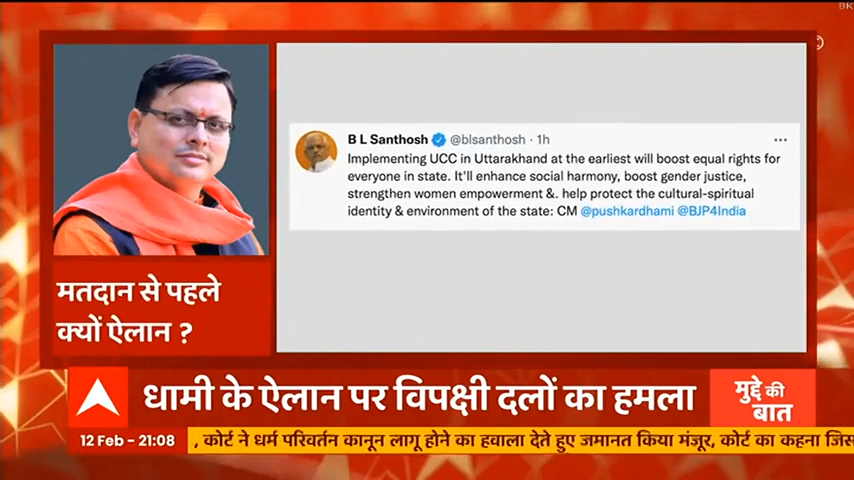 BK
B L Santhosh @blsanthosh · 1h
Implementing UCC in Uttarakhand at the earliest will boost equal rights for
everyone in state. It'll enhance social harmony, boost gender justice,
strengthen women empowerment &. help protect the cultural-spiritual
identity & environment of the state: CM @pushkardhami @BJP4India
मतदान से पहले
क्यों ऐलान ?
धामी के ऐलान पर विपक्षी दलों का हमला
मुद्दे की
बात
12 Feb - 21:08
, कोर्ट ने धर्म परिवर्तन कानून लागू होने का हवाला देते हुए जमानत किया मंजूर, कोर्ट का कहना जिस